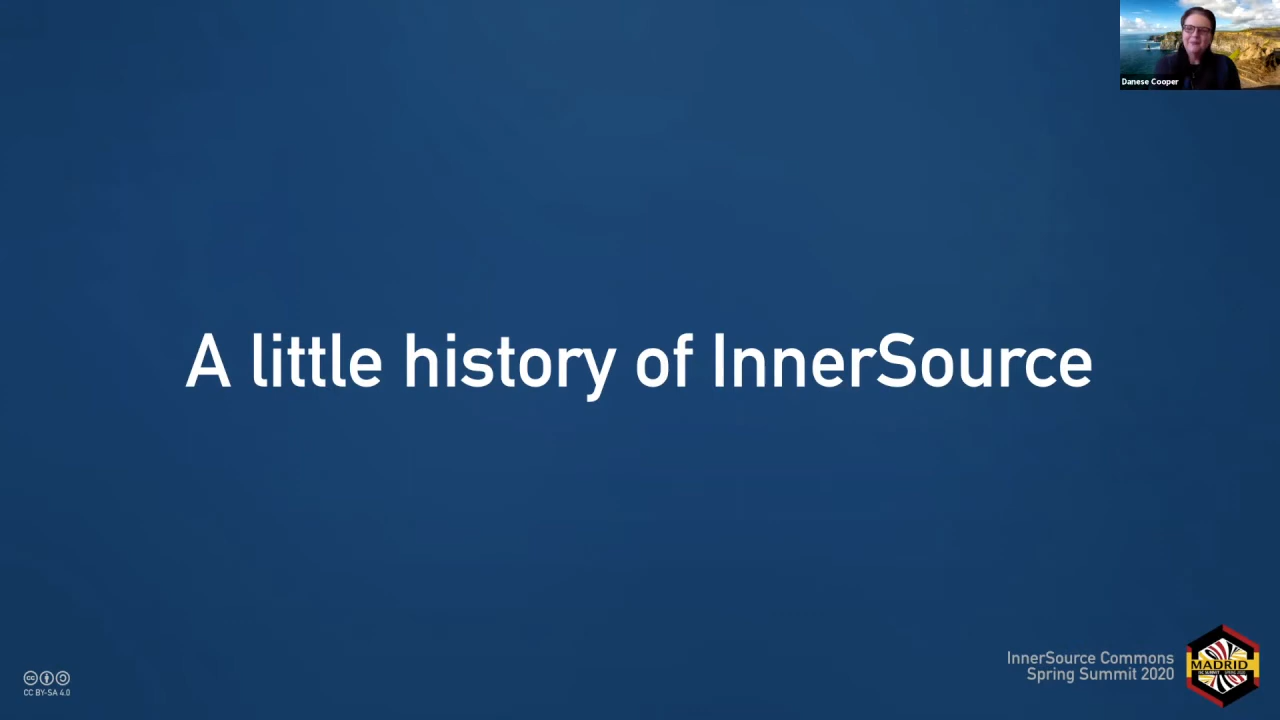 Danese Cooper
A little history of InnerSource
InnerSource Commons
Spring Summit 2020
MADRID
CC BY-SA 4.0